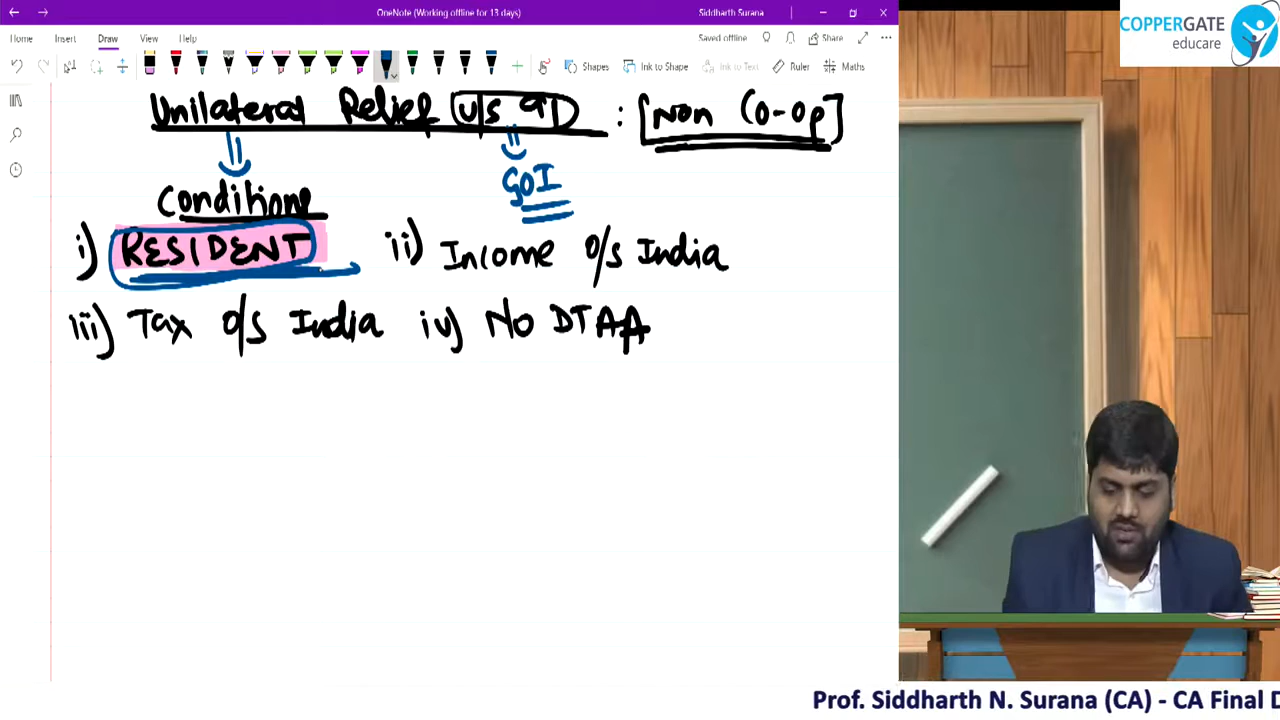 OneNote (Working offline for 13 days)
Siddharth Surana
Home Insert Draw View Help
Saved offline
Share
Shapes
Ink to Shape
Ink to Text
Ruler
Maths
COPPERGATE
educare
Unilateral Relief u/s 91 : [Non Co-op]
GOI
Conditions
i) RESIDENT ii) Income o/s India
iii) Tax o/s India iv) No DTAA
Prof. Siddharth N. Surana (CA) - CA Final D